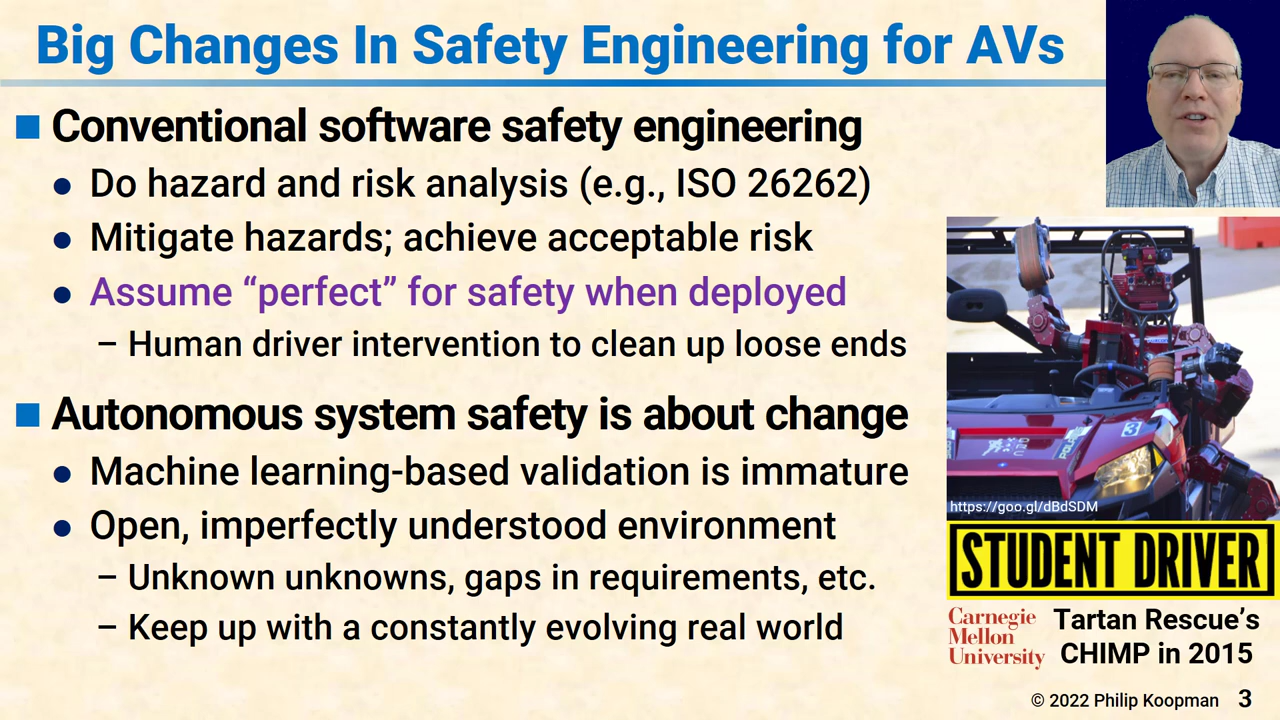 Big Changes In Safety Engineering for AVs
Conventional software safety engineering
Do hazard and risk analysis (e.g., ISO 26262)
Mitigate hazards; achieve acceptable risk
Assume “perfect” for safety when deployed
– Human driver intervention to clean up loose ends
Autonomous system safety is about change
Machine learning-based validation is immature
Open, imperfectly understood environment
– Unknown unknowns, gaps in requirements, etc.
– Keep up with a constantly evolving real world
https://goo.gl/dBdSDM
STUDENT DRIVER
Carnegie
Mellon
University
Tartan Rescue’s
CHIMP in 2015
© 2022 Philip Koopman 3